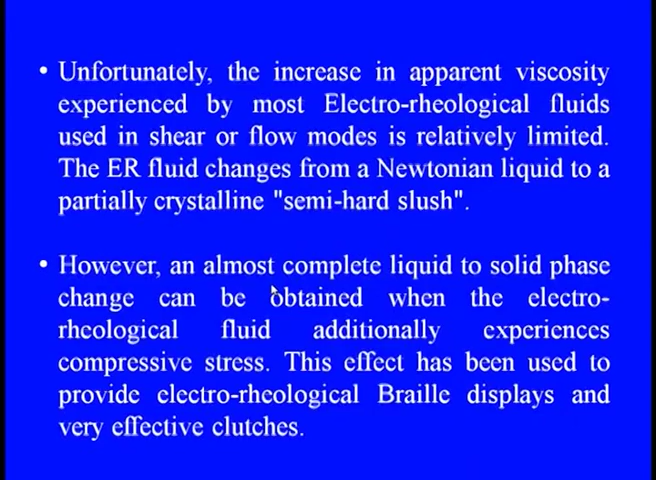 • Unfortunately, the increase in apparent viscosity
experienced by most Electro-rheological fluids
used in shear or flow modes is relatively limited.
The ER fluid changes from a Newtonian liquid to a
partially crystalline "semi-hard slush".
• However, an almost complete liquid to solid phase
change can be obtained when the electro-
rheological fluid additionally experiences
compressive stress. This effect has been used to
provide electro-rheological Braille displays and
very effective clutches.